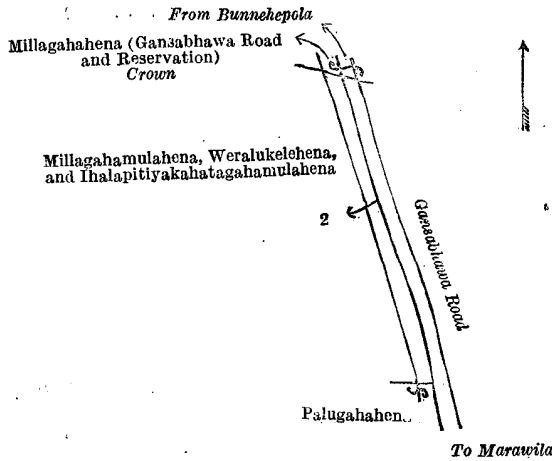 From Bunnehepola
Millagahahena (Gansabhawa Road
and Reservation)
Crown
Millagahamulahena, Weralukelehena,
and Ihalapitiyakahatagahamulahena
2
Gansabhawa Road
Palugahahen
To Marawila